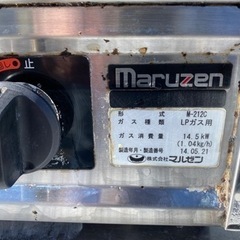 止
maruzen
形　　式 M-212C
ガス種類 LPガス用
ガス消費量 14.5kW
(1.04kg/h)
製造年月・製造番号 14.05.21
株式会社マルゼン